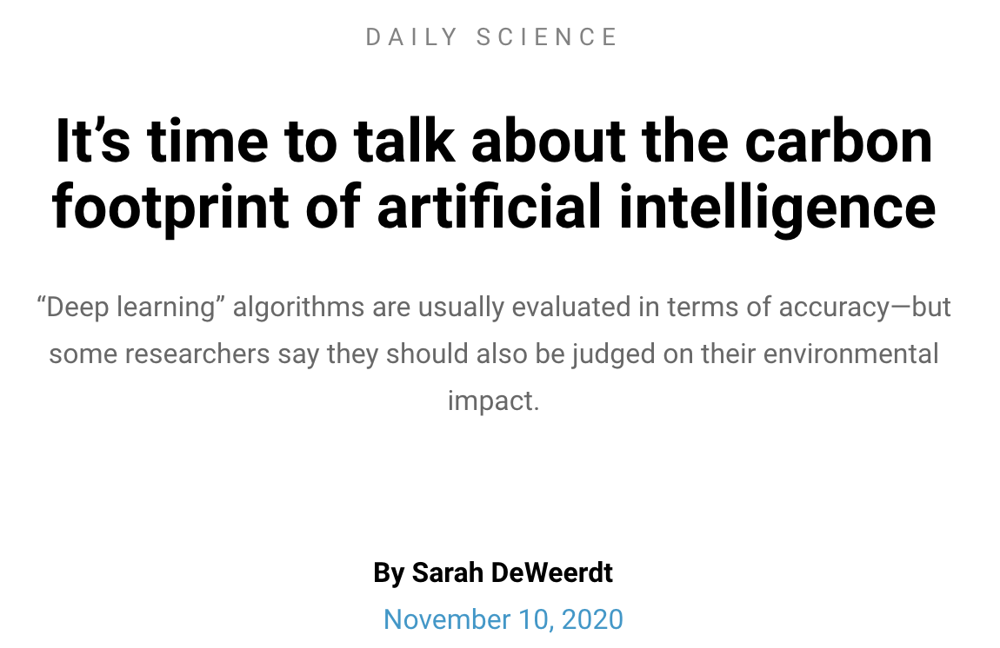 DAILY SCIENCE
It’s time to talk about the carbon
footprint of artificial intelligence
“Deep learning” algorithms are usually evaluated in terms of accuracy—but
some researchers say they should also be judged on their environmental
impact.
By Sarah DeWeerdt
November 10, 2020